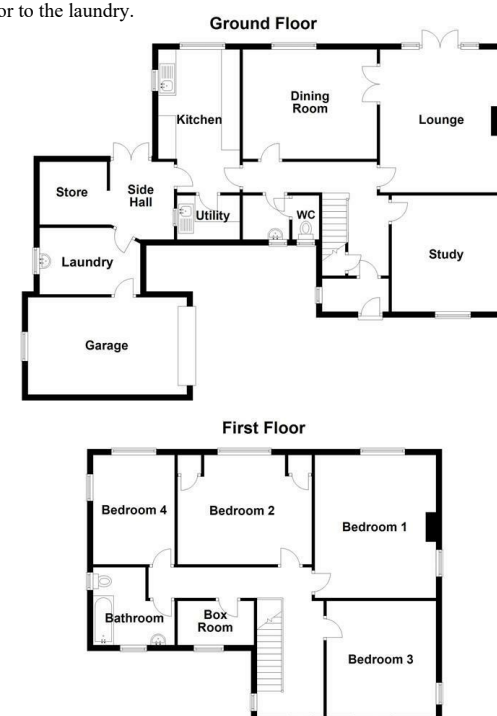 or to the laundry.
Ground Floor
Kitchen
Dining
Room
Lounge
Store
Side
Hall
Utility
WC
Laundry
Study
Garage
First Floor
Bedroom 4
Bedroom 2
Bedroom 1
Bathroom
Box
Room
Bedroom 3